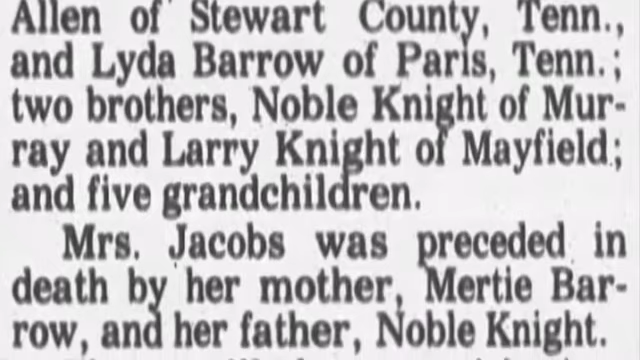 Allen of Stewart County, Tenn.,
and Lyda Barrow of Paris, Tenn.;
two brothers, Noble Knight of Mur-
ray and Larry Knight of Mayfield;
and five grandchildren.
Mrs. Jacobs was preceded in
death by her mother, Mertie Bar-
row, and her father, Noble Knight.